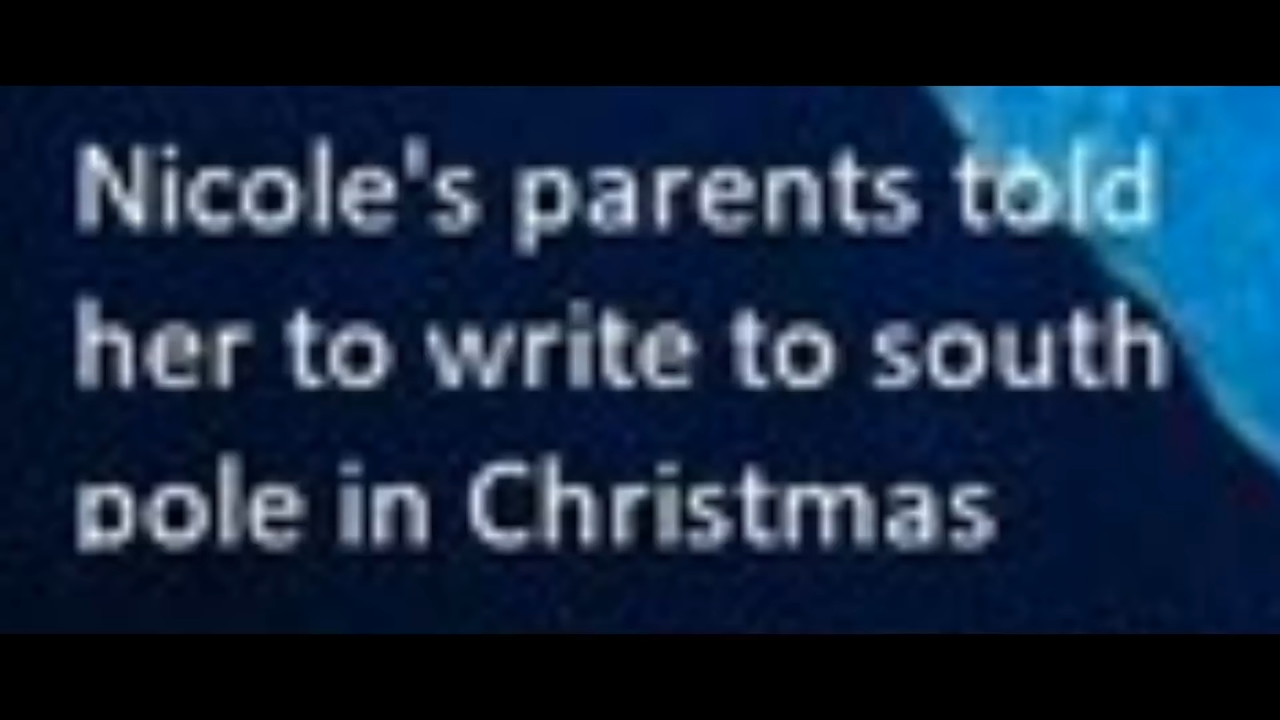 Nicole's parents told
her to write to south
pole in Christmas